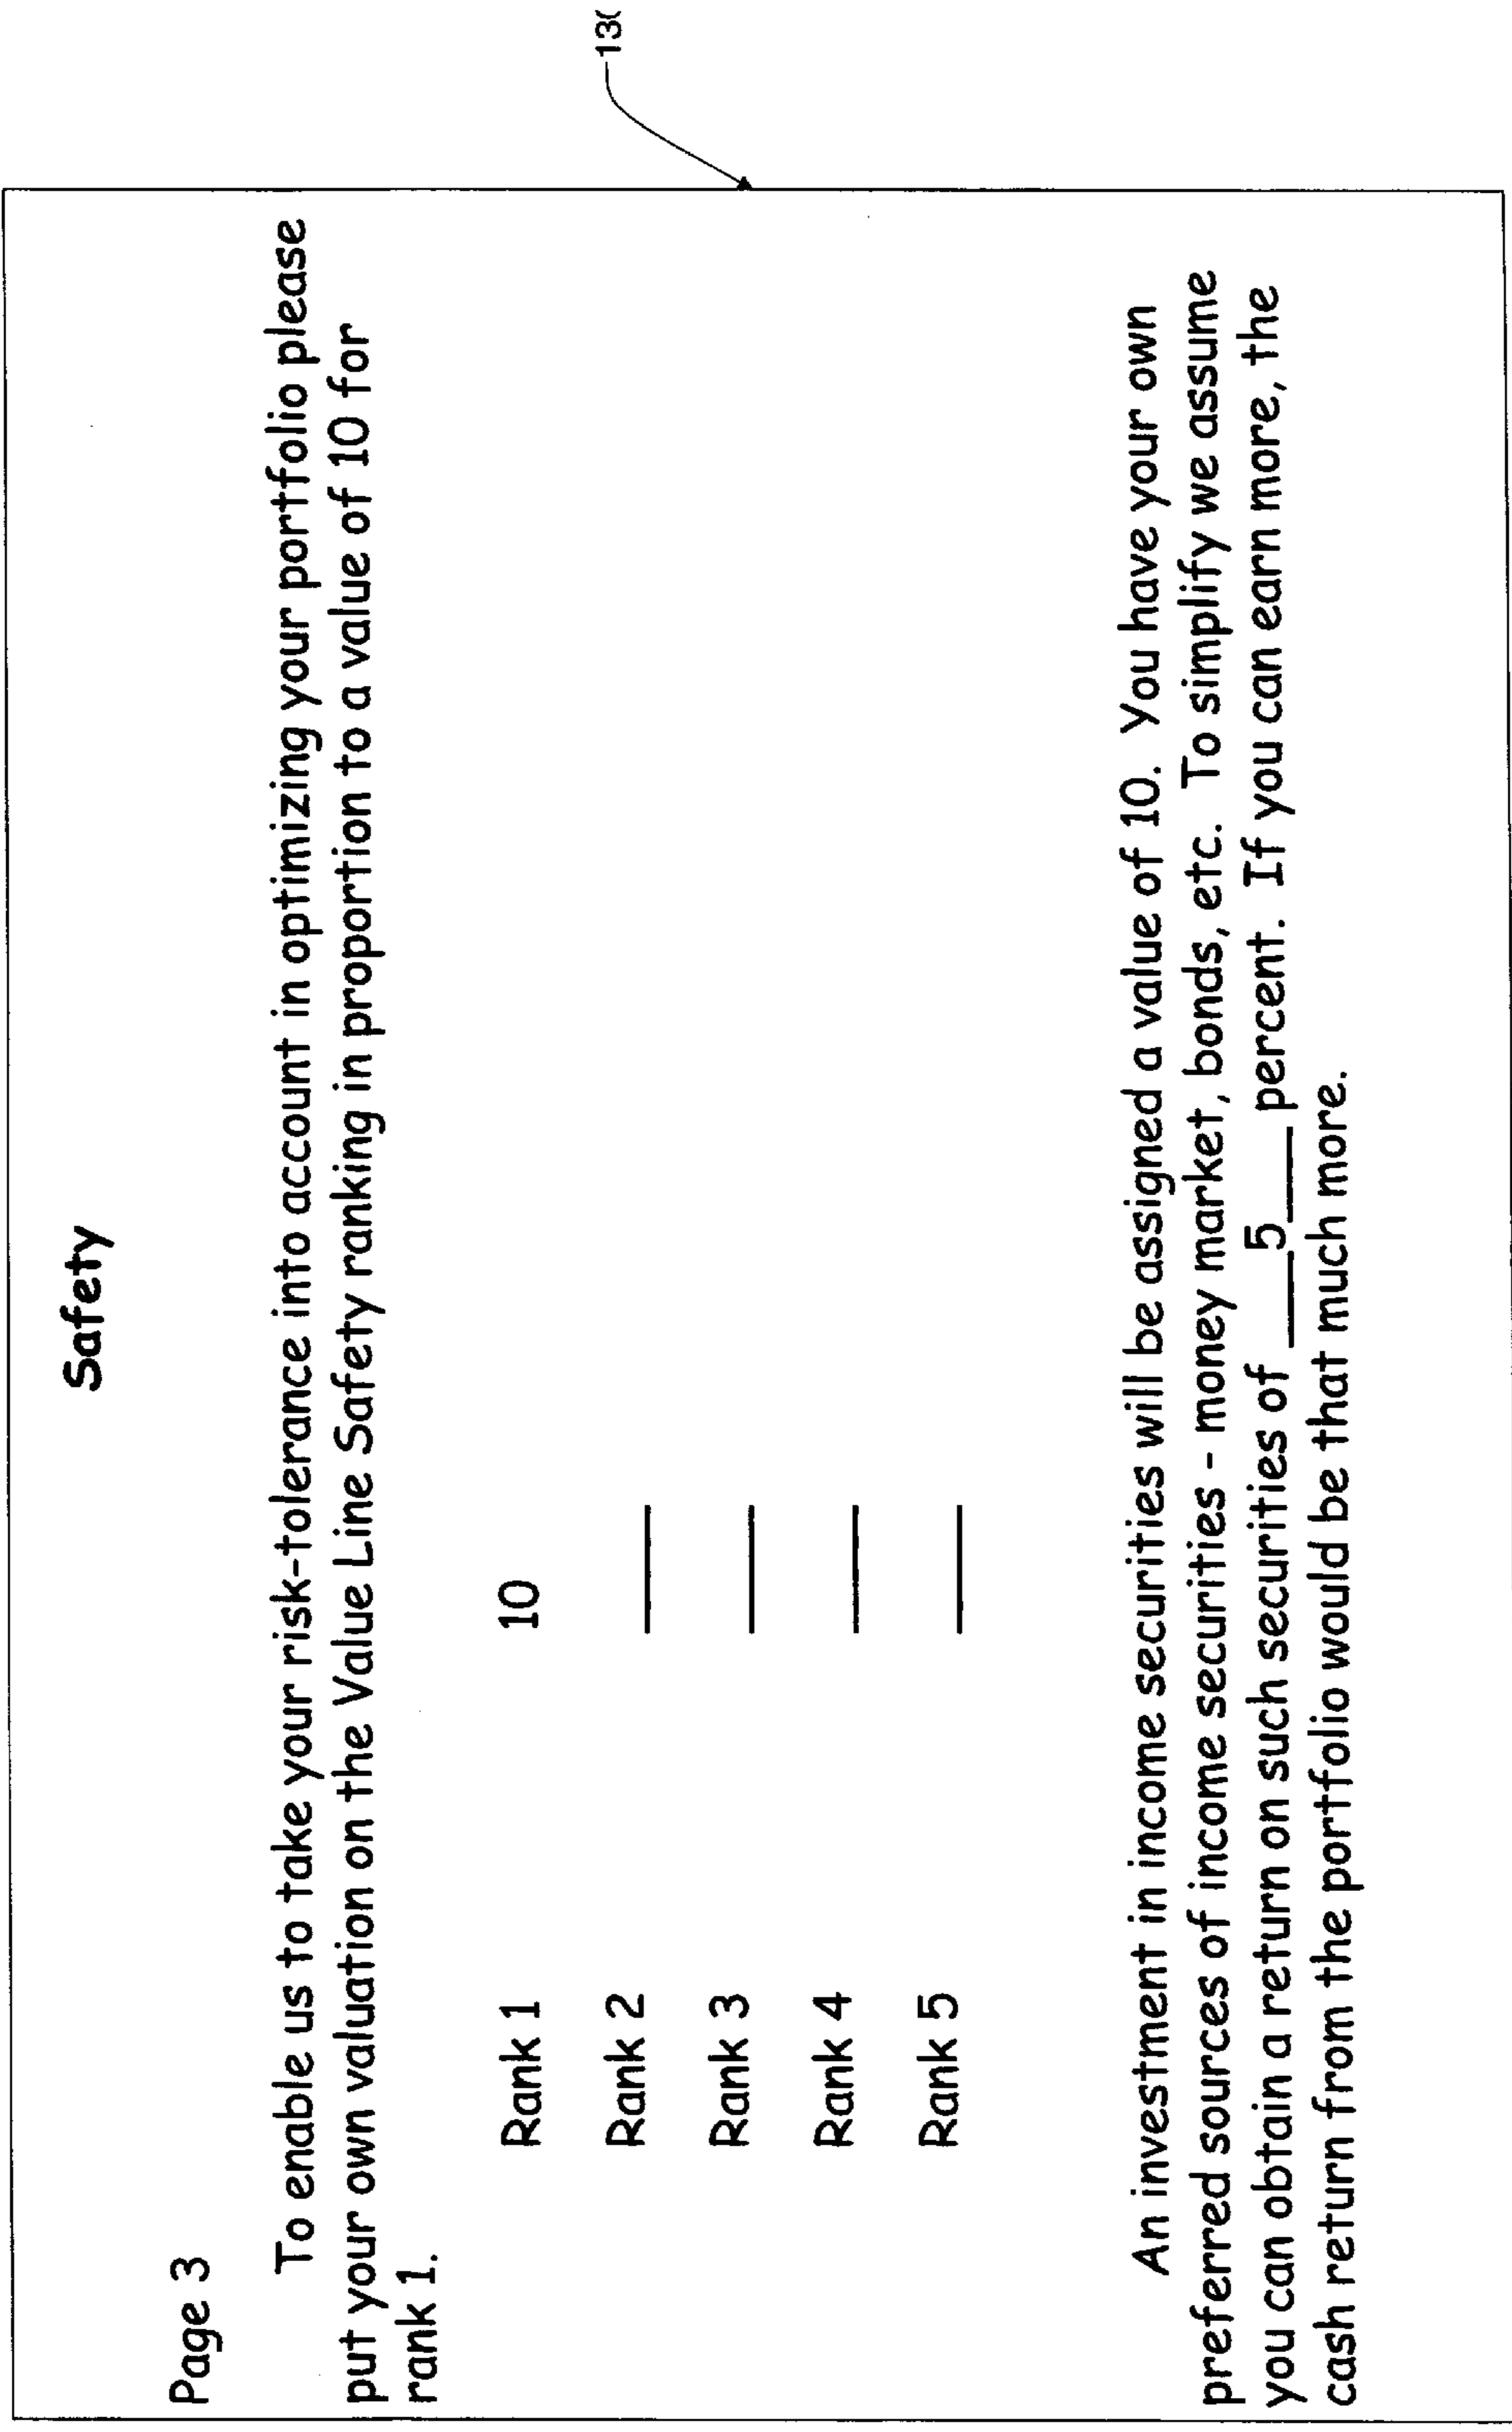 Safety
Page 3
To enable us to take your risk-tolerance into account in optimizing your portfolio please
put your own valuation on the Value Line Safety ranking in proportion to a value of 10 for
rank 1.
Rank 1 10
Rank 2 ____
Rank 3 ____
Rank 4 ____
Rank 5 ____
An investment in income securities will be assigned a value of 10. You have your own
preferred sources of income securities - money market, bonds, etc. To simplify we assume
you can obtain a return on such securities of ___5___ percent. If you can earn more, the
cash return from the portfolio would be that much more.